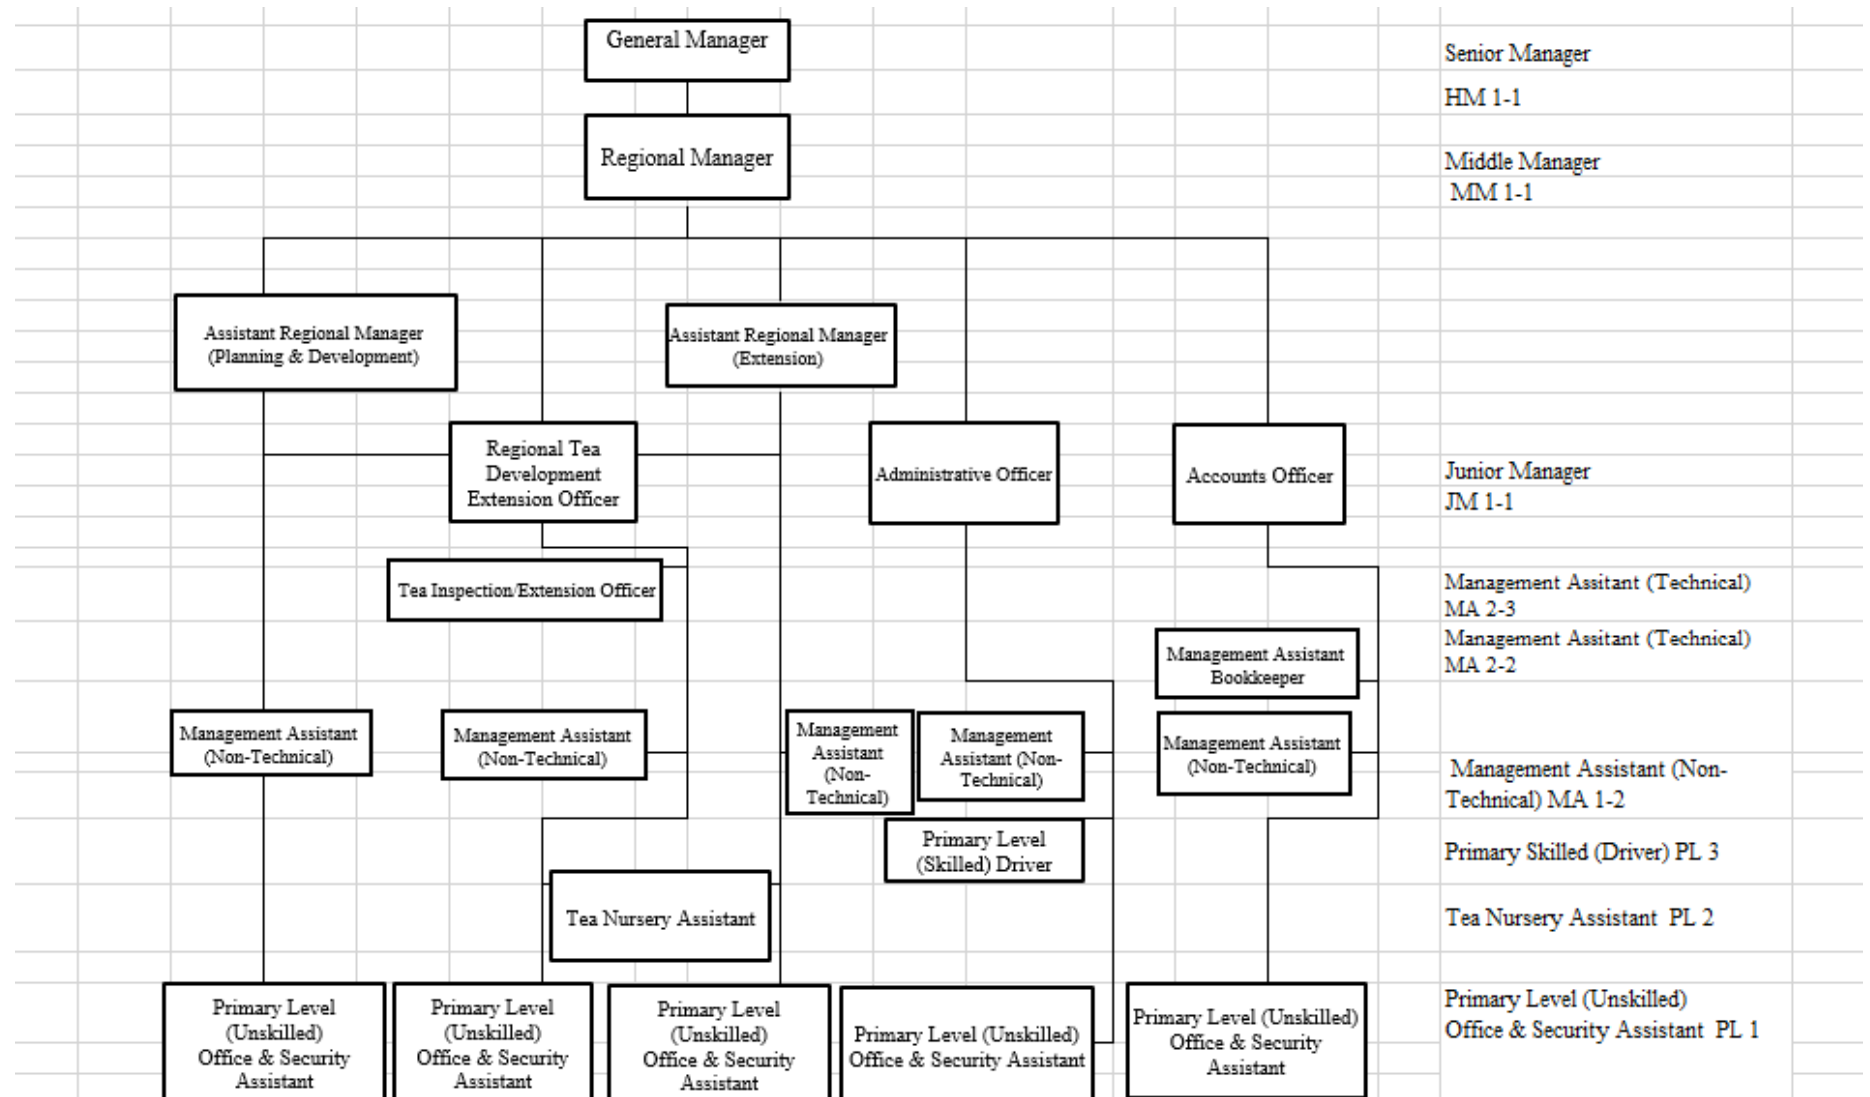 General Manager
Senior Manager
HM 1-1
Regional Manager
Middle Manager
MM 1-1
Assistant Regional Manager
(Planning & Development)
Assistant Regional Manager
(Extension)
Regional Tea
Development
Extension Officer
Administrative Officer
Accounts Officer
Junior Manager
JM 1-1
Tea Inspection/Extension Officer
Management Assitant (Technical)
MA 2-3
Management Assistant
Bookkeeper
Management Assitant (Technical)
MA 2-2
Management Assistant
(Non-Technical)
Management Assistant
(Non-Technical)
Management
Assistant
(Non-
Technical)
Management
Assistant (Non-
Technical)
Management Assistant
(Non-Technical)
Management Assistant (Non-
Technical) MA 1-2
Primary Level
(Skilled) Driver
Primary Skilled (Driver) PL 3
Tea Nursery Assistant
Tea Nursery Assistant PL 2
Primary Level
(Unskilled)
Office & Security
Assistant
Primary Level
(Unskilled)
Office & Security
Assistant
Primary Level
(Unskilled)
Office & Security
Assistant
Primary Level (Unskilled)
Office & Security Assistant
Primary Level (Unskilled)
Office & Security
Assistant
Primary Level (Unskilled)
Office & Security Assistant PL 1